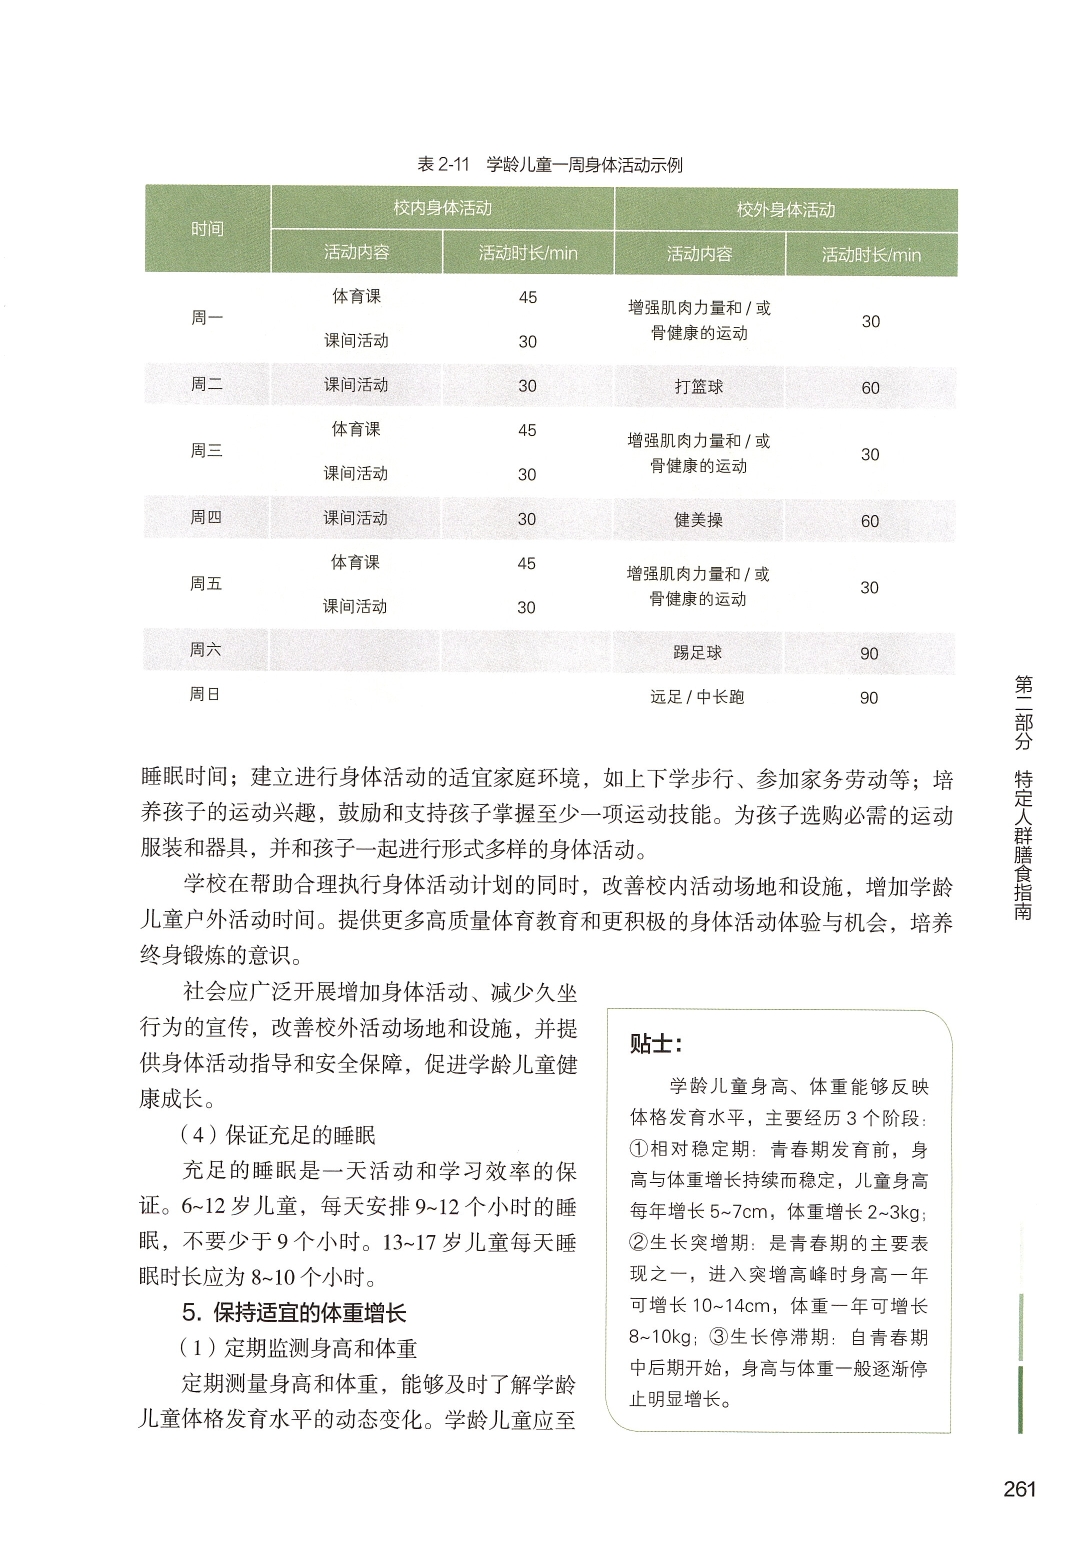 表 2-11 学龄儿童一周身体活动示例
时间 校内身体活动 校外身体活动
活动内容 活动时长/min 活动内容 活动时长/min
周一 体育课 45 增强肌肉力量和 / 或骨健康的运动 30
课间活动 30
周二 课间活动 30 打篮球 60
周三 体育课 45 增强肌肉力量和 / 或骨健康的运动 30
课间活动 30
周四 课间活动 30 健美操 60
周五 体育课 45 增强肌肉力量和 / 或骨健康的运动 30
课间活动 30
周六 踢足球 90
周日 远足 / 中长跑 90
睡眠时间；建立进行身体活动的适宜家庭环境，如上下学步行、参加家务劳动等；培
养孩子的运动兴趣，鼓励和支持孩子掌握至少一项运动技能。为孩子选购必需的运动
服装和器具，并和孩子一起进行形式多样的身体活动。
学校在帮助合理执行身体活动计划的同时，改善校内活动场地和设施，增加学龄
儿童户外活动时间。提供更多高质量体育教育和更积极的身体活动体验与机会，培养
终身锻炼的意识。
社会应广泛开展增加身体活动、减少久坐
行为的宣传，改善校外活动场地和设施，并提
供身体活动指导和安全保障，促进学龄儿童健
康成长。
（4）保证充足的睡眠
充足的睡眠是一天活动和学习效率的保
证。6~12 岁儿童，每天安排 9~12 个小时的睡
眠，不要少于 9 个小时。13~17 岁儿童每天睡
眠时长应为 8~10 个小时。
5. 保持适宜的体重增长
（1）定期监测身高和体重
定期测量身高和体重，能够及时了解学龄
儿童体格发育水平的动态变化。学龄儿童应至
贴士：
学龄儿童身高、体重能够反映
体格发育水平，主要经历 3 个阶段：
①相对稳定期：青春期发育前，身
高与体重增长持续而稳定，儿童身高
每年增长 5~7cm，体重增长 2~3kg；
②生长突增期：是青春期的主要表
现之一，进入突增高峰时身高一年
可增长 10~14cm，体重一年可增长
8~10kg；③生长停滞期：自青春期
中后期开始，身高与体重一般逐渐停
止明显增长。
第二部分 特定人群膳食指南
261